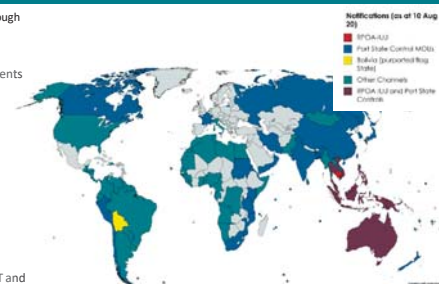 ough
ents
T and
Notifications (as at 10 Aug
20)
RPOA-IUU
Port State Control MOUs
Bolivia (purported flag
State)
Other Channels
RPOA IUU and Port State
Controls